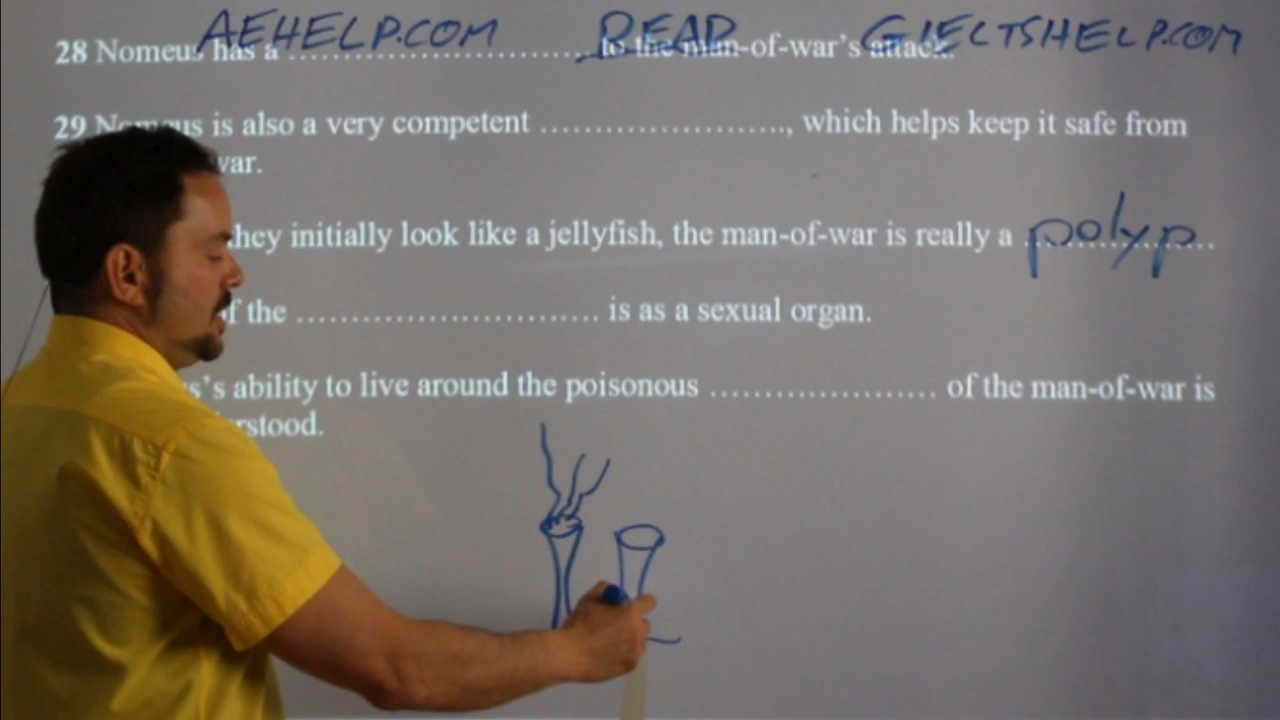 AEHELP.COM READ GIELTSHELP.COM
28 Nomeus has a ……………………………, to the man-of-war's attack.
29 Nomeus is also a very competent ……………………., which helps keep it safe from
war.
they initially look like a jellyfish, the man-of-war is really a polyp
of the ………………………… is as a sexual organ.
's ability to live around the poisonous ………………… of the man-of-war is
rstood.